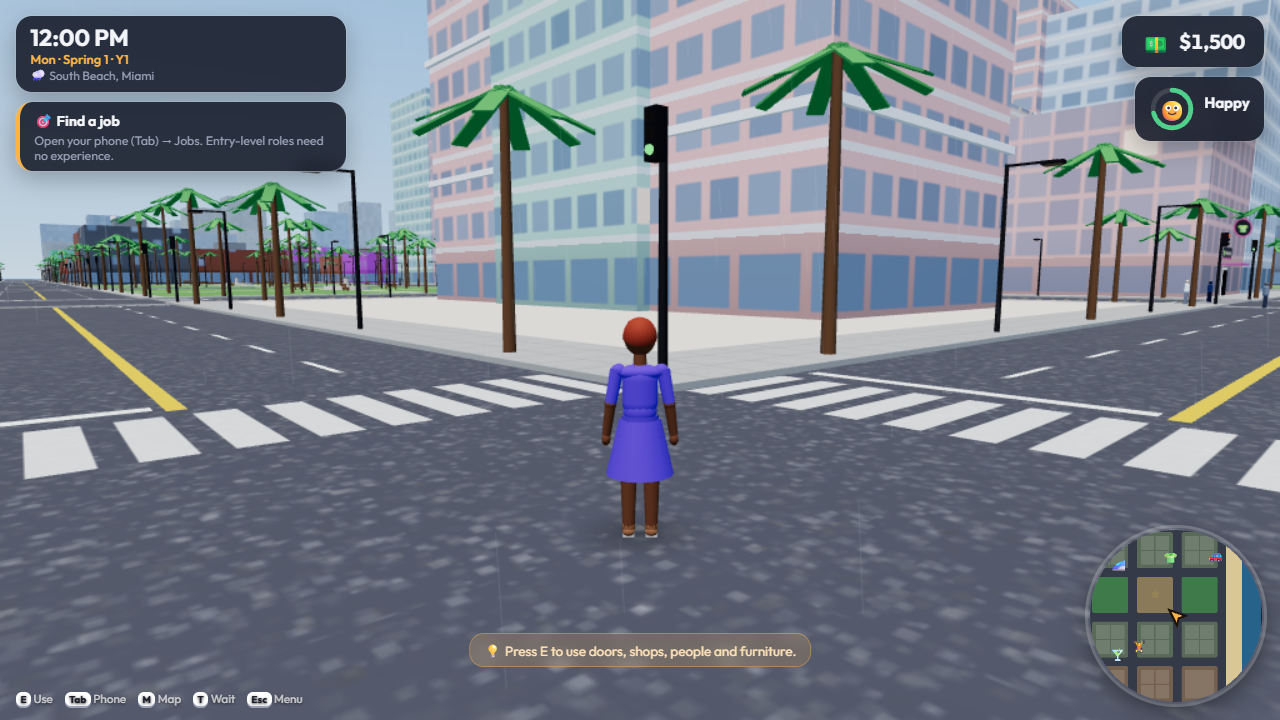 12:00 PM
Mon · Spring 1 · Y1
South Beach, Miami
Find a job
Open your phone (Tab) → Jobs. Entry-level roles need
no experience.
$1,500
Happy
Press E to use doors, shops, people and furniture.
E Use Tab Phone M Map T Wait Esc Menu